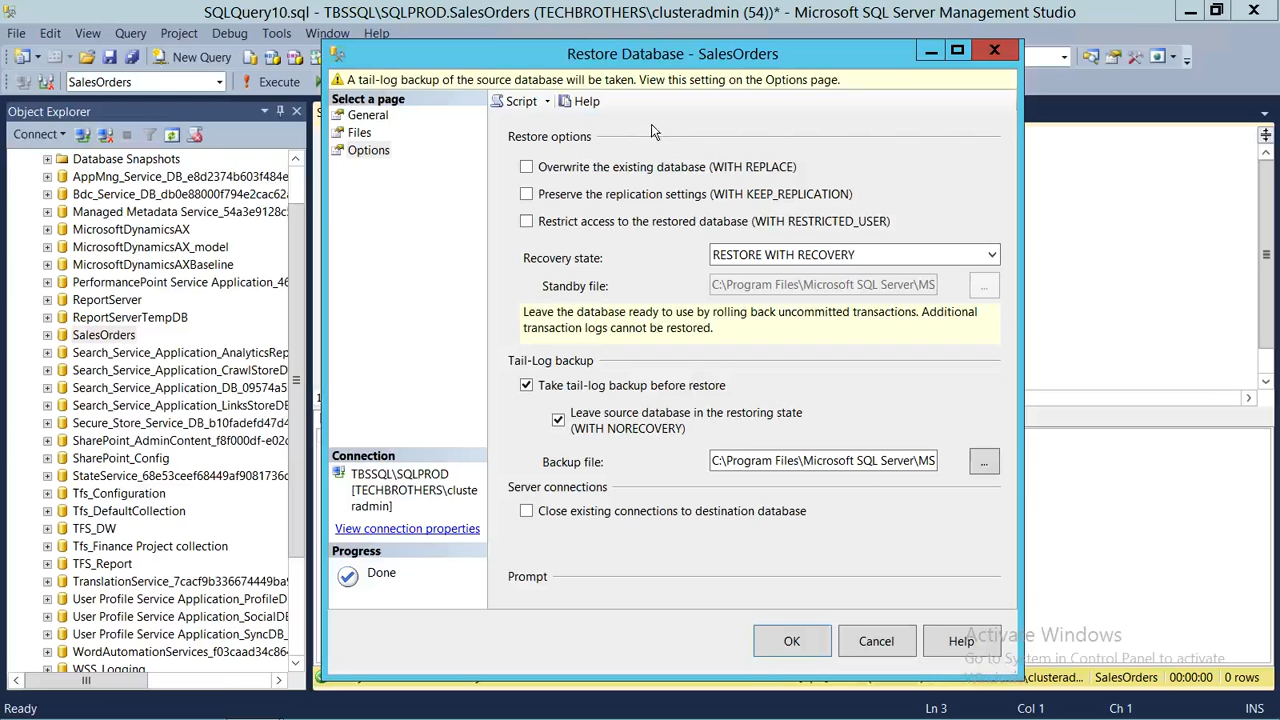 SQLQuery10.sql - TBSSQL\SQLPROD.SalesOrders (TECHBROTHERS\clusteradmin (54))* - Microsoft SQL Server Management Studio
File Edit View Query Project Debug Tools Window Help
New Query
SalesOrders
Execute
Object Explorer
Connect
Database Snapshots
AppMng_Service_DB_e8d2374b603f484e
Bdc_Service_DB_db0e88000f794e2cac62
Managed Metadata Service_54a3e9128c
MicrosoftDynamicsAX
MicrosoftDynamicsAX_model
MicrosoftDynamicsAXBaseline
PerformancePoint Service Application_46
ReportServer
ReportServerTempDB
SalesOrders
Search_Service_Application_AnalyticsRep
Search_Service_Application_CrawlStoreD
Search_Service_Application_DB_09574a5
Search_Service_Application_LinksStoreDB
Secure_Store_Service_DB_b10fadefd47d4
SharePoint_AdminContent_f8f000df-e02
SharePoint_Config
StateService_68e53ceef68449af9081736a
Tfs_Configuration
Tfs_DefaultCollection
TFS_DW
Tfs_Finance Project collection
TFS_Report
TranslationService_7cacf9b336674449ba
User Profile Service Application_ProfileD
User Profile Service Application_SocialDB
User Profile Service Application_SyncDB_
WordAutomationServices_f03caad34c86
WSS_Logging
Restore Database - SalesOrders
A tail-log backup of the source database will be taken. View this setting on the Options page.
Select a page
General
Files
Options
Connection
TBSSQL\SQLPROD
[TECHBROTHERS\cluste
radmin]
View connection properties
Progress
Done
Script Help
Restore options
Overwrite the existing database (WITH REPLACE)
Preserve the replication settings (WITH KEEP_REPLICATION)
Restrict access to the restored database (WITH RESTRICTED_USER)
Recovery state: RESTORE WITH RECOVERY
Standby file: C:\Program Files\Microsoft SQL Server\MS ...
Leave the database ready to use by rolling back uncommitted transactions. Additional
transaction logs cannot be restored.
Tail-Log backup
Take tail-log backup before restore
Leave source database in the restoring state
(WITH NORECOVERY)
Backup file: C:\Program Files\Microsoft SQL Server\MS ...
Server connections
Close existing connections to destination database
Prompt
OK Cancel Help
Activate Windows
Go to System in Control Panel to activate
\clusterad... SalesOrders 00:00:00 0 rows
Ready Ln 3 Col 1 Ch 1 INS